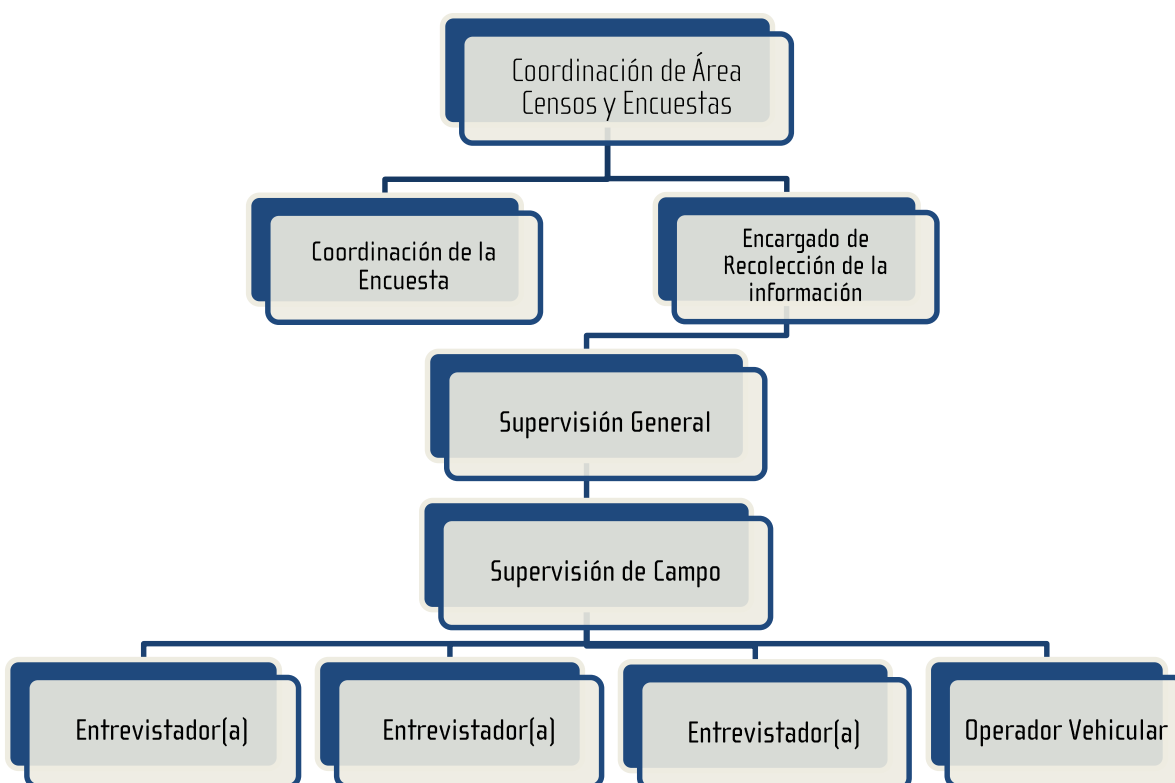 Coordinación de Área
Censos y Encuestas
Coordinación de la
Encuesta
Encargado de
Recolección de la
información
Supervisión General
Supervisión de Campo
Entrevistador(a)
Entrevistador(a)
Entrevistador(a)
Operador Vehicular